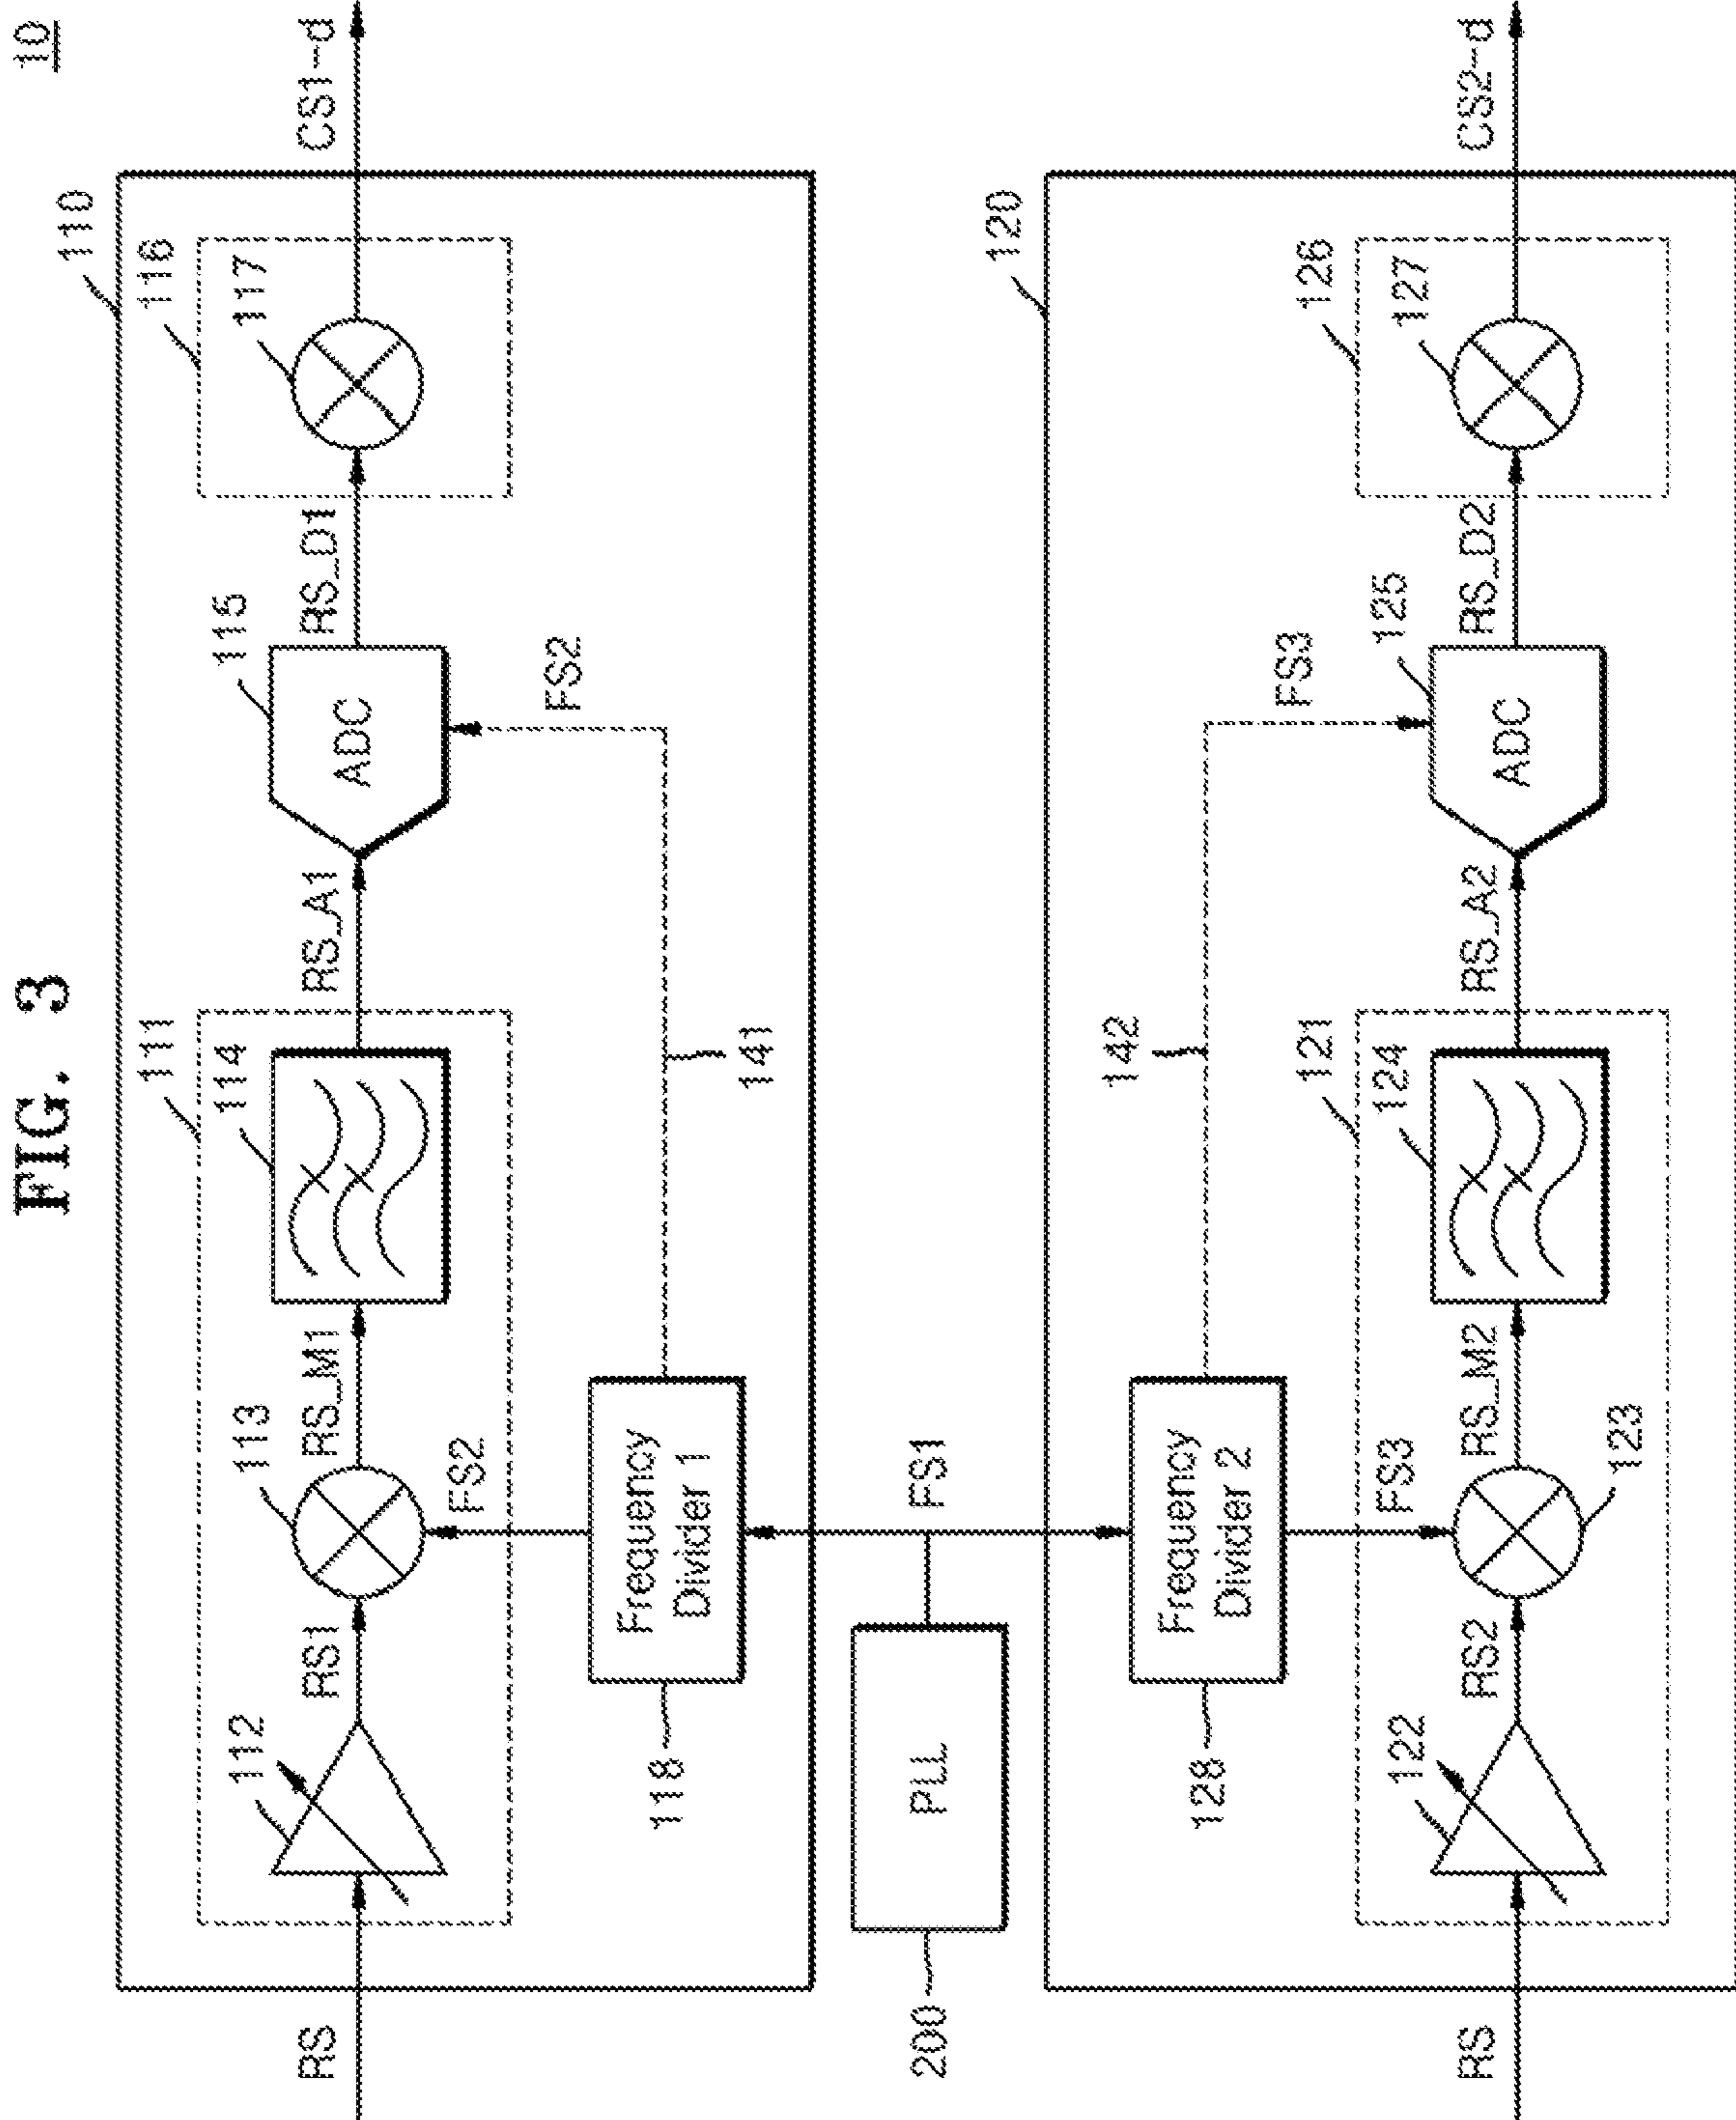 FIG. 3
10
110
111
116
112
113
114
115
117
RS
RS1
RS_M1
RS_A1
RS_D1
CS1-d
ADC
FS2
FS2
118
Frequency
Divider 1
141
200
PLL
FS1
120
128
Frequency
Divider 2
142
FS3
FS3
121
126
122
124
125
127
RS
RS2
RS_M2
RS_A2
RS_D2
CS2-d
ADC
123